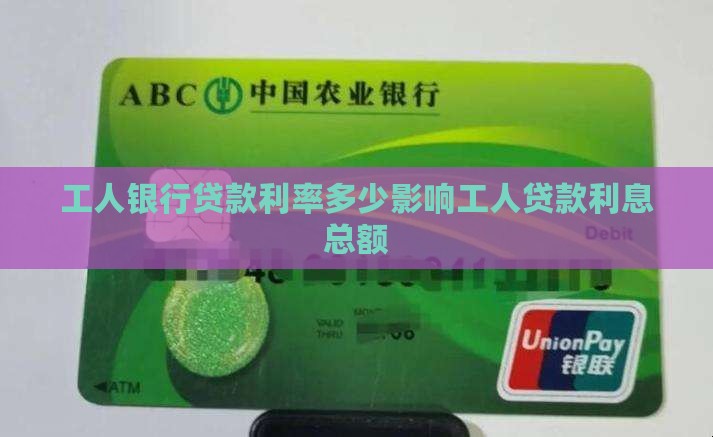 ABC 中国农业银行
工人银行贷款利率多少影响工人贷款利息
总额
Debit
MONT
VALID
THRU
UnionPay
银联
◀ATM